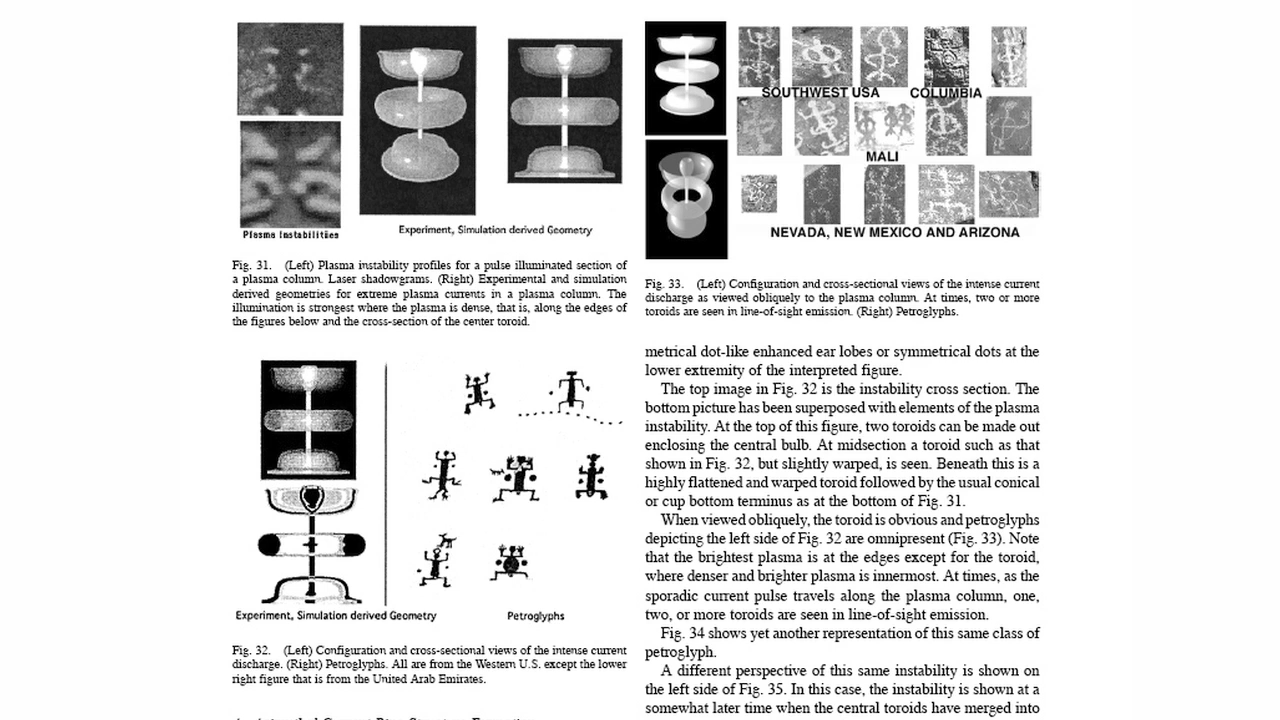 Plasma Instabilities
Experiment, Simulation derived Geometry
Fig. 31. (Left) Plasma instability profiles for a pulse illuminated section of
a plasma column. Laser shadowgrams. (Right) Experimental and simulation
derived geometries for extreme plasma currents in a plasma column. The
illumination is strongest where the plasma is dense, that is, along the edges of
the figures below and the cross-section of the center toroid.
Experiment, Simulation derived Geometry
Petroglyphs
Fig. 32. (Left) Configuration and cross-sectional views of the intense current
discharge. (Right) Petroglyphs. All are from the Western U.S. except the lower
right figure that is from the United Arab Emirates.
SOUTHWEST USA
COLUMBIA
MALI
NEVADA, NEW MEXICO AND ARIZONA
Fig. 33. (Left) Configuration and cross-sectional views of the intense current
discharge as viewed obliquely to the plasma column. At times, two or more
toroids are seen in line-of-sight emission. (Right) Petroglyphs.
metrical dot-like enhanced ear lobes or symmetrical dots at the
lower extremity of the interpreted figure.
The top image in Fig. 32 is the instability cross section. The
bottom picture has been superposed with elements of the plasma
instability. At the top of this figure, two toroids can be made out
enclosing the central bulb. At midsection a toroid such as that
shown in Fig. 32, but slightly warped, is seen. Beneath this is a
highly flattened and warped toroid followed by the usual conical
or cup bottom terminus as at the bottom of Fig. 31.
When viewed obliquely, the toroid is obvious and petroglyphs
depicting the left side of Fig. 32 are omnipresent (Fig. 33). Note
that the brightest plasma is at the edges except for the toroid,
where denser and brighter plasma is innermost. At times, as the
sporadic current pulse travels along the plasma column, one,
two, or more toroids are seen in line-of-sight emission.
Fig. 34 shows yet another representation of this same class of
petroglyph.
A different perspective of this same instability is shown on
the left side of Fig. 35. In this case, the instability is shown at a
somewhat later time when the central toroids have merged into